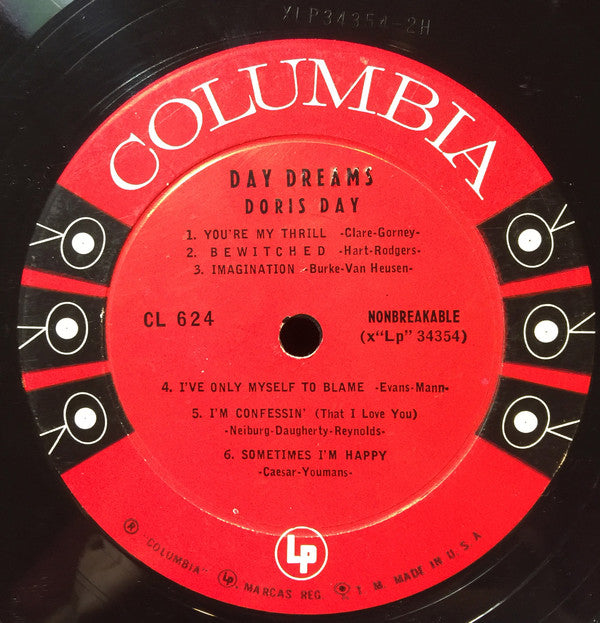 XLP34354-2H
COLUMBIA
DAY DREAMS
DORIS DAY
1. YOU'RE MY THRILL -Clare-Gorney-
2. BEWITCHED -Hart-Rodgers-
3. IMAGINATION -Burke-Van Heusen-
CL 624
NONBREAKABLE
(x"Lp" 34354)
4. I'VE ONLY MYSELF TO BLAME -Evans-Mann-
5. I'M CONFESSIN' (That I Love You)
-Neiburg-Daugherty-Reynolds-
6. SOMETIMES I'M HAPPY
-Caesar-Youmans-
Lp
® "COLUMBIA" Lp MARCAS REG. T. M. MADE IN U.S.A